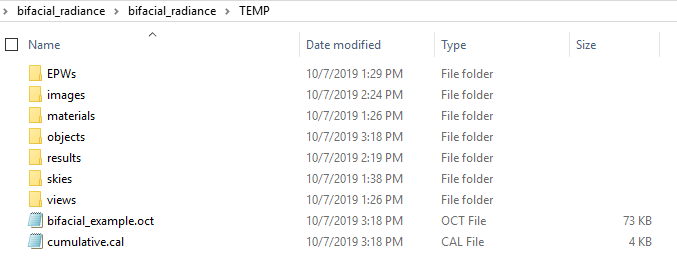 bifacial_radiance > bifacial_radiance > TEMP
Name Date modified Type Size
EPWs 10/7/2019 1:29 PM File folder
images 10/7/2019 2:24 PM File folder
materials 10/7/2019 1:26 PM File folder
objects 10/7/2019 3:18 PM File folder
results 10/7/2019 2:19 PM File folder
skies 10/7/2019 1:38 PM File folder
views 10/7/2019 1:26 PM File folder
bifacial_example.oct 10/7/2019 3:18 PM OCT File 73 KB
cumulative.cal 10/7/2019 3:18 PM CAL File 4 KB